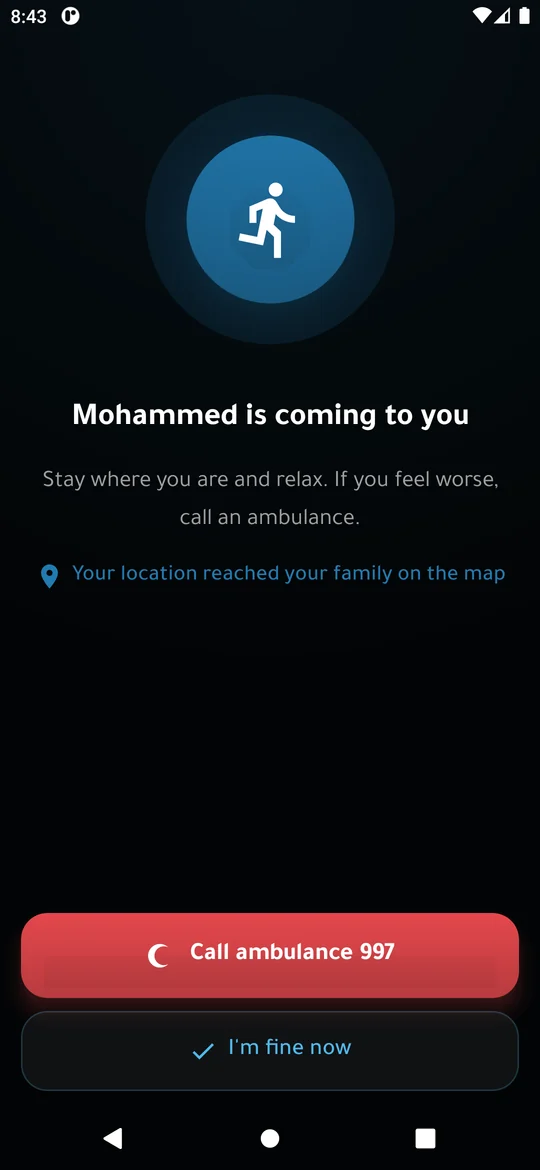 8:43
Mohammed is coming to you
Stay where you are and relax. If you feel worse,
call an ambulance.
Your location reached your family on the map
Call ambulance 997
I'm fine now